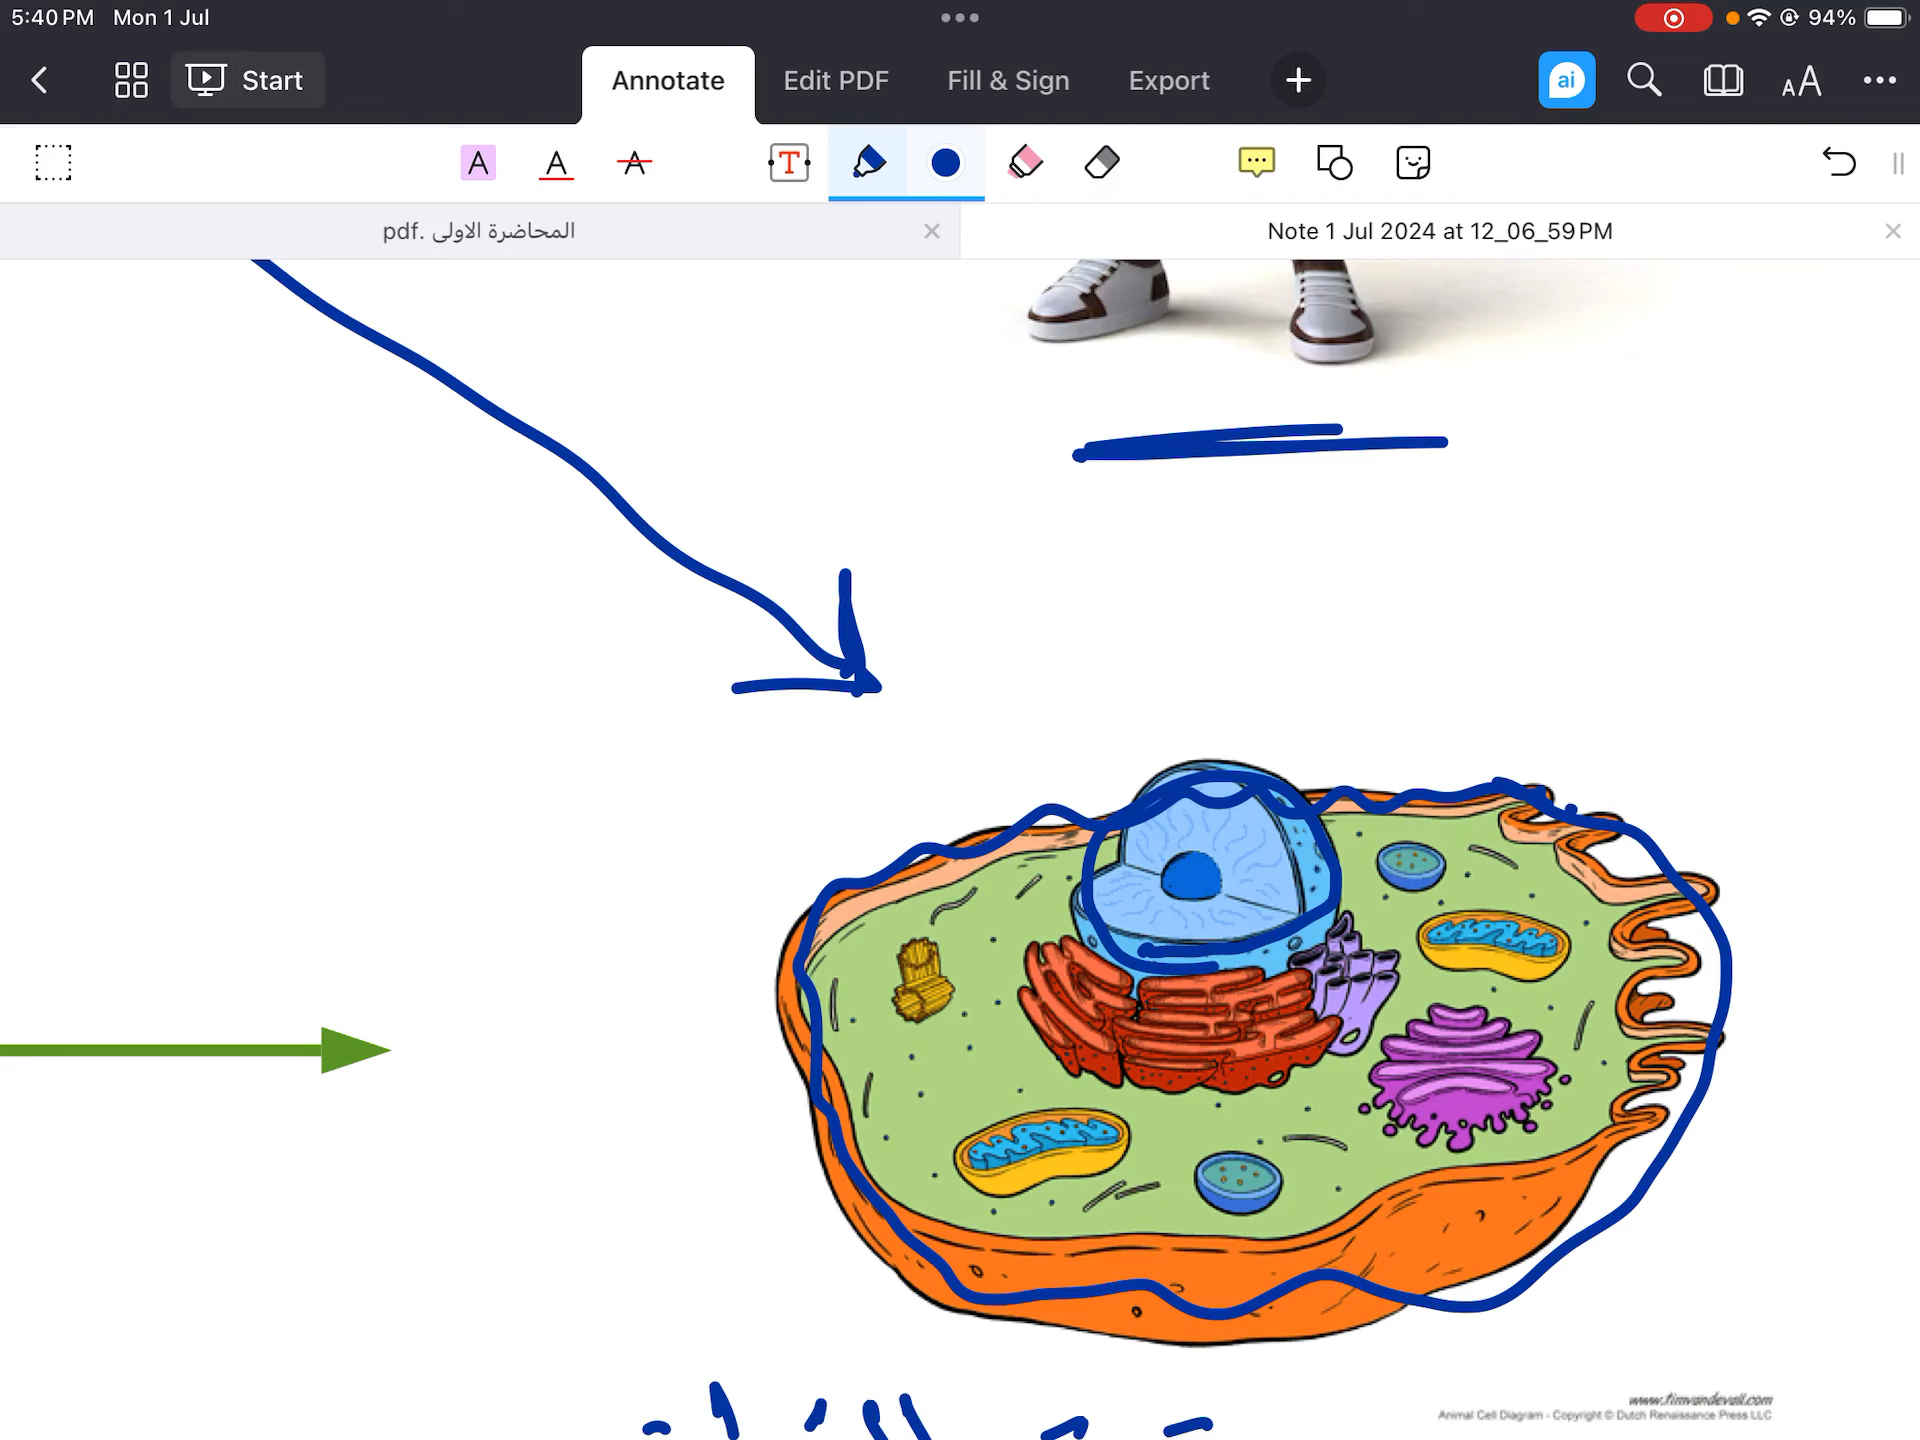 5:40 PM Mon 1 Jul
94%
Start
Annotate
Edit PDF
Fill & Sign
Export
ai
AA
A A A
T
المحاضرة الاولى .pdf
Note 1 Jul 2024 at 12_06_59 PM
www.timvandevall.com
Animal Cell Diagram - Copyright © Dutch Renaissance Press LLC